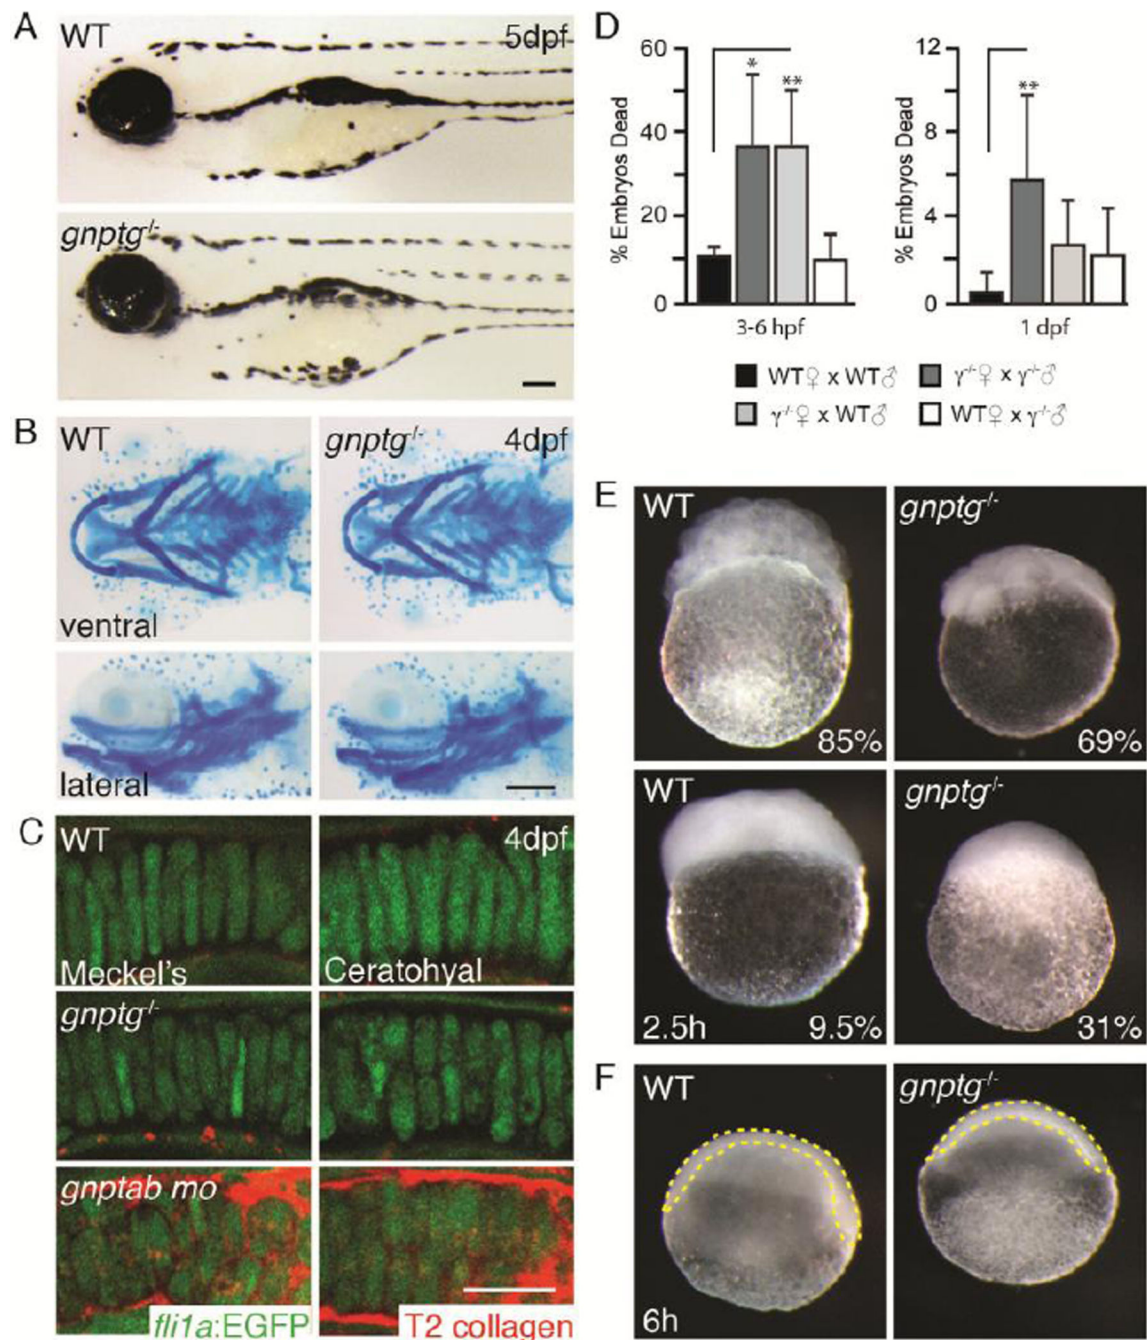 A
WT
5dpf
gnptg-/-
B
WT
gnptg-/-
4dpf
ventral
lateral
C
WT
4dpf
Meckel's
Ceratohyal
gnptg-/-
gnptab mo
fli1a:EGFP
T2 collagen
D
60
40
20
10
0
% Embryos Dead
*
**
3-6 hpf
12
8
4
0
% Embryos Dead
**
1 dpf
WT♀ x WT♂
γ-/-♀ x γ-/-♂
γ-/-♀ x WT♂
WT♀ x γ-/-♂
E
WT
85%
gnptg-/-
69%
WT
2.5h
9.5%
gnptg-/-
31%
F
WT
6h
gnptg-/-